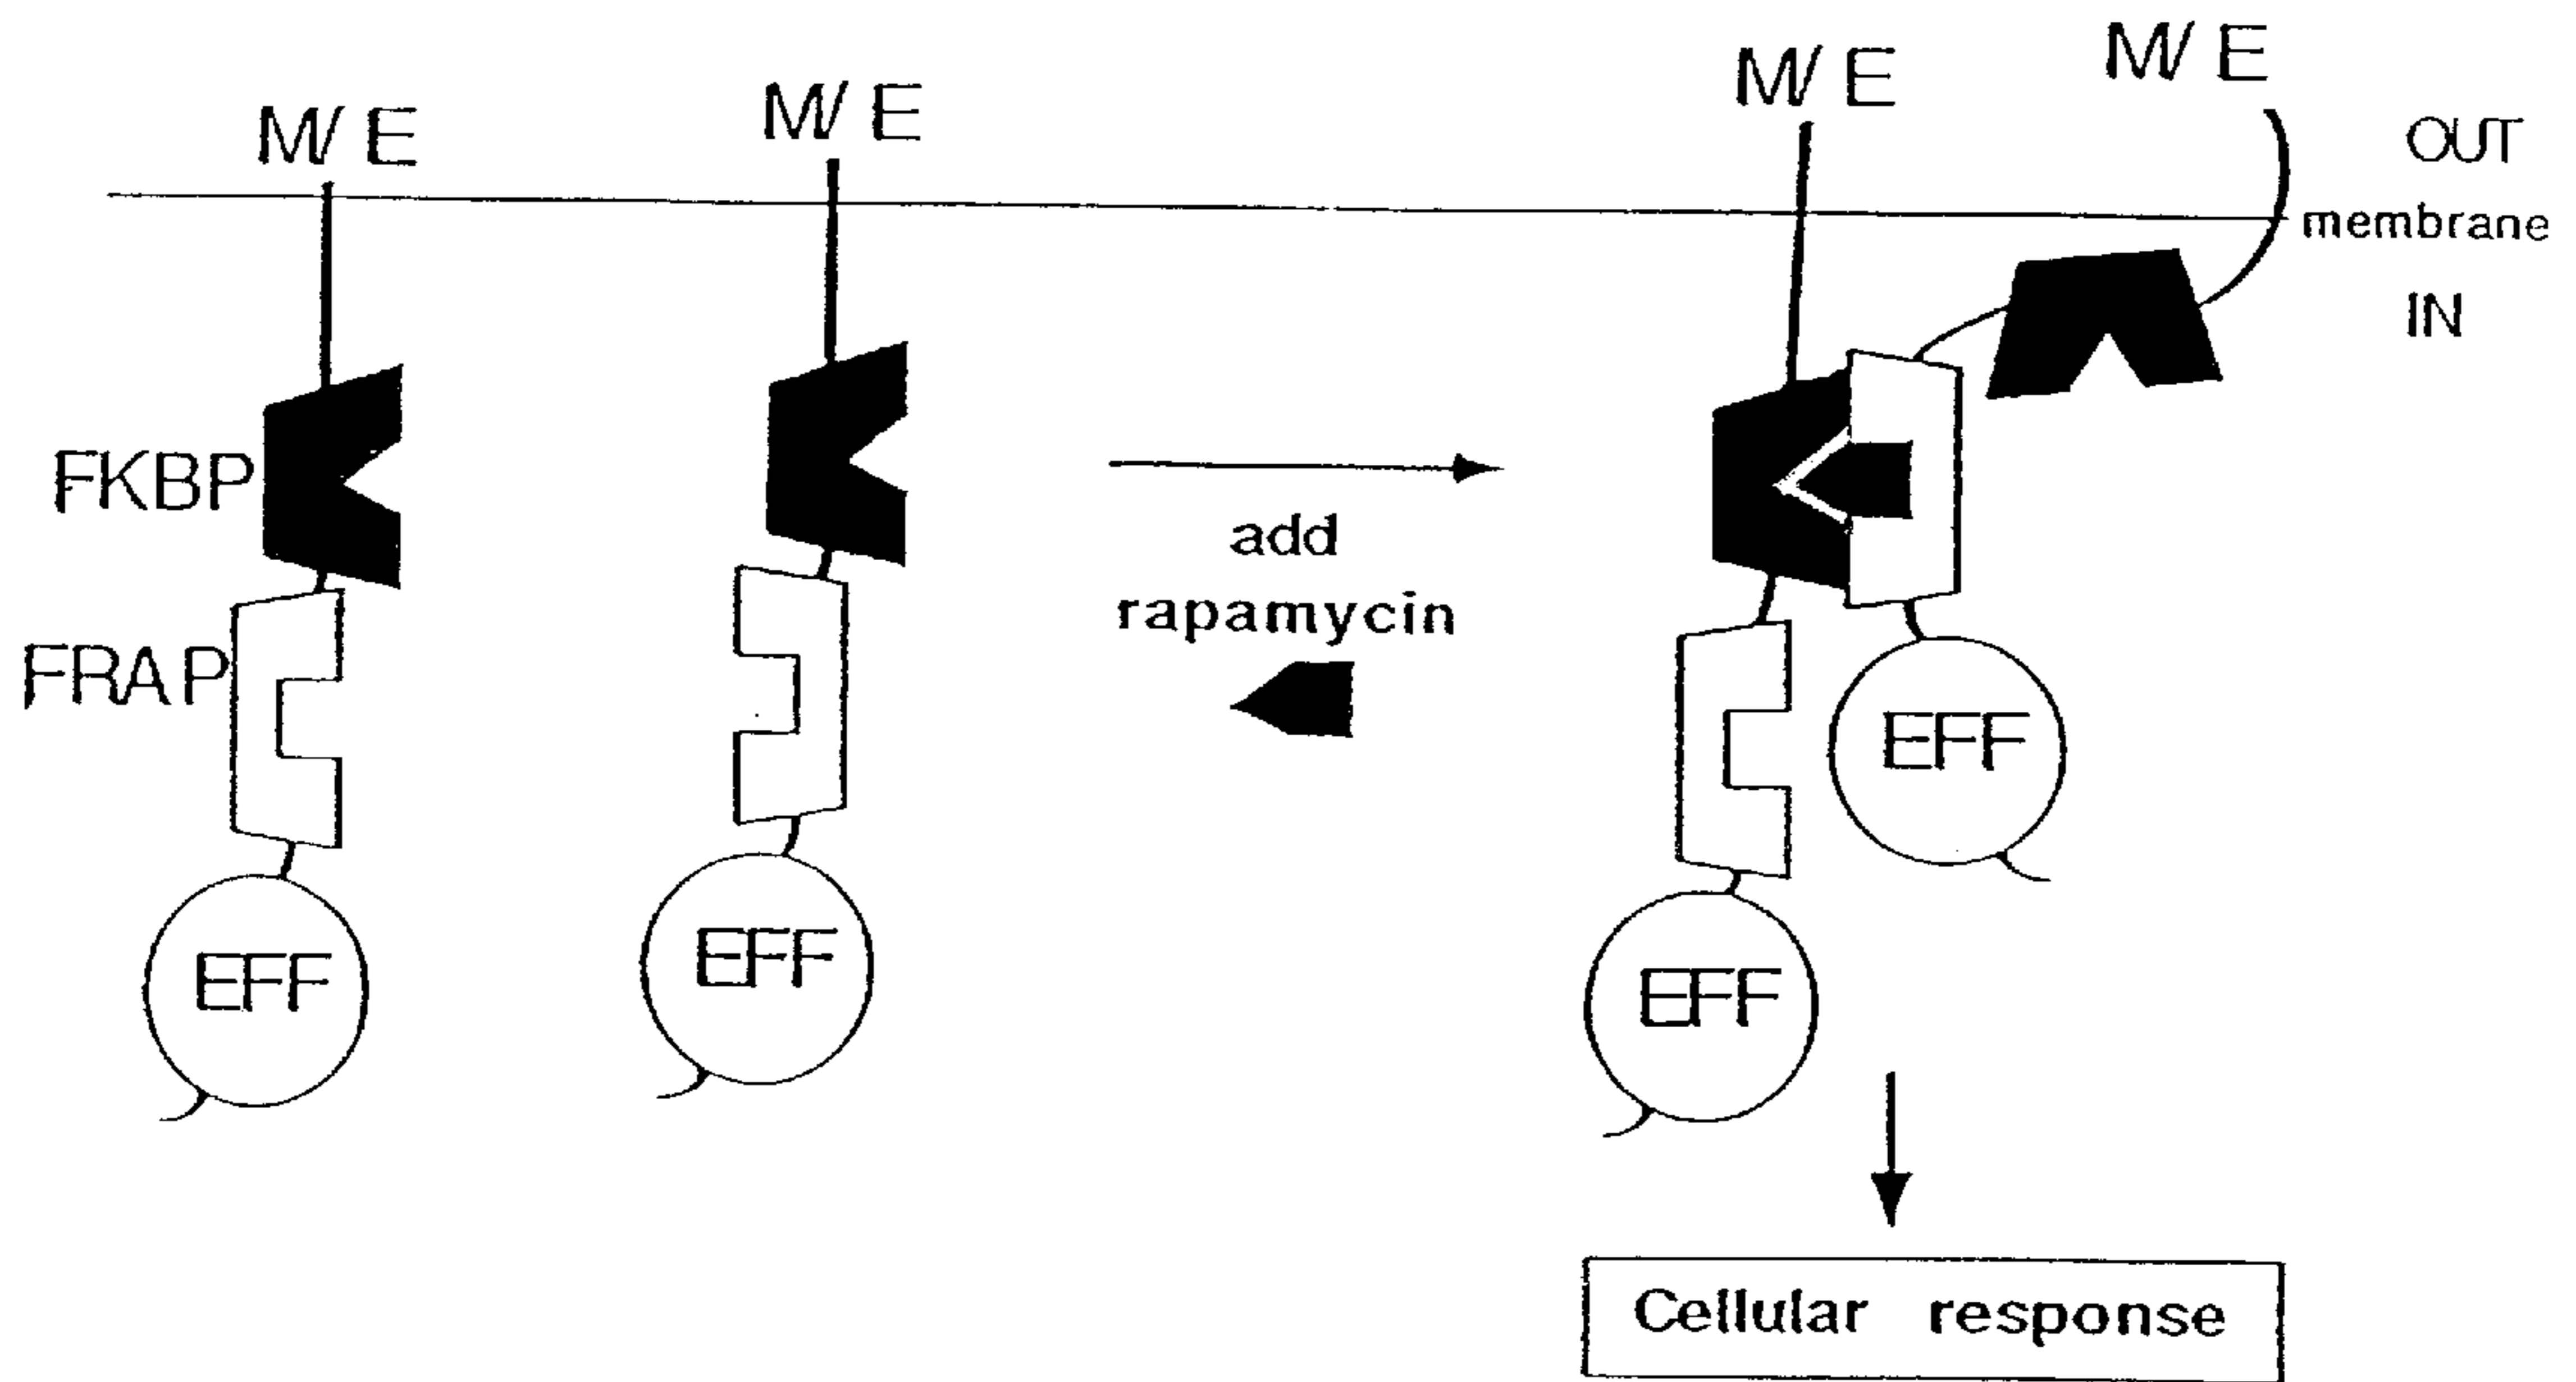 M/E
M/E
FKBP
FRAP
EFF
EFF
add
rapamycin
M/E
M/E
OUT
membrane
IN
EFF
EFF
Cellular response